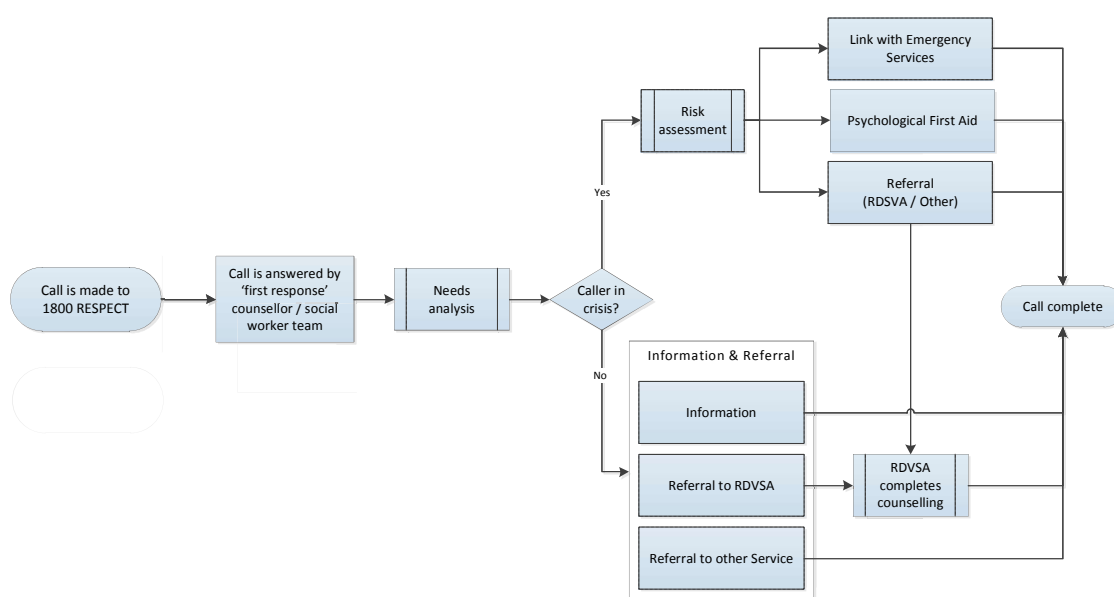 Call is made to
1800 RESPECT
Call is answered by
‘first response’
counsellor / social
worker team
Needs
analysis
Caller in
crisis?
Yes
Risk
assessment
Link with Emergency
Services
Psychological First Aid
Referral
(RDSVA / Other)
No
Information & Referral
Information
Referral to RDVSA
Referral to other Service
RDVSA
completes
counselling
Call complete